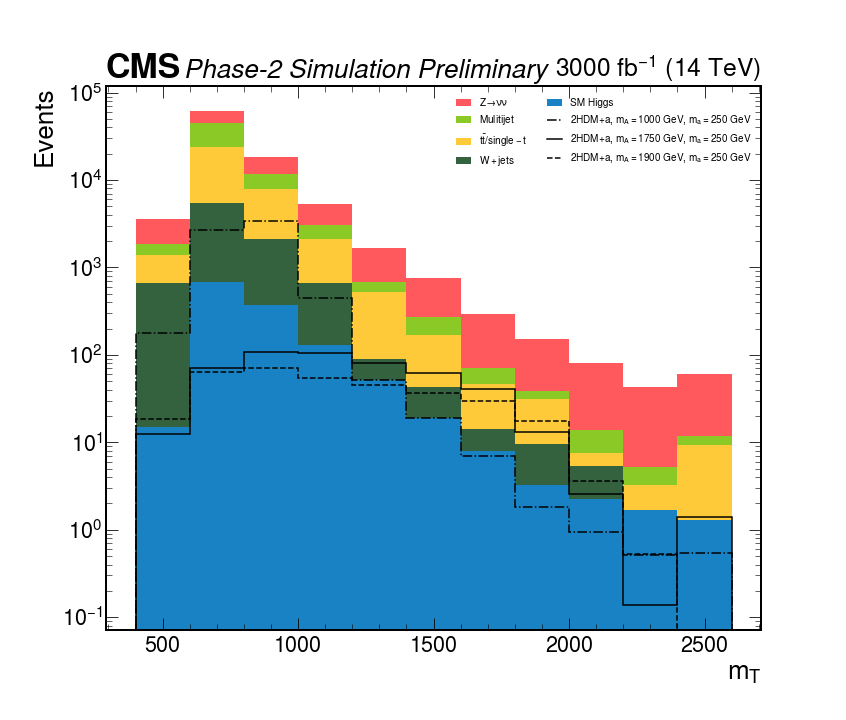 CMS Phase-2 Simulation Preliminary 3000 fb⁻¹ (14 TeV)
Events
10⁵
10⁴
10³
10²
10¹
10⁰
10⁻¹
Z→νν
Mulitijet
tt̄/single − t
W + jets
SM Higgs
2HDM+a, mA = 1000 GeV, ma = 250 GeV
2HDM+a, mA = 1750 GeV, ma = 250 GeV
2HDM+a, mA = 1900 GeV, ma = 250 GeV
500 1000 1500 2000 2500
mT